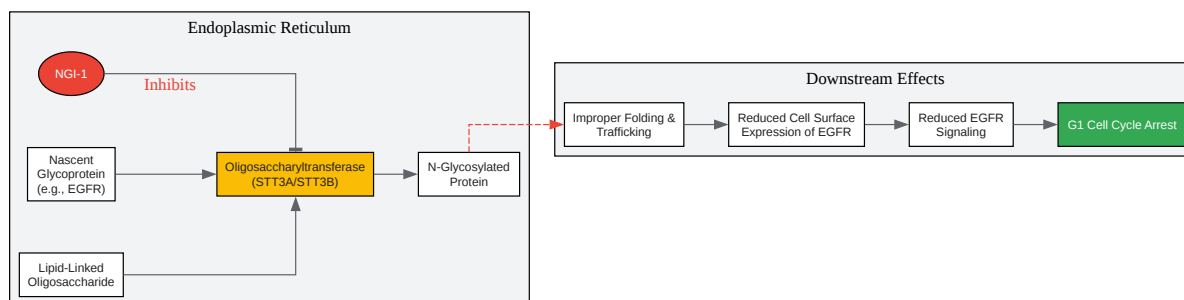 Endoplasmic Reticulum
NGI-1
Inhibits
Nascent
Glycoprotein
(e.g., EGFR)
Oligosaccharyltransferase
(STT3A/STT3B)
N-Glycosylated
Protein
Lipid-Linked
Oligosaccharide
Downstream Effects
Improper Folding &
Trafficking
Reduced Cell Surface
Expression of EGFR
Reduced EGFR
Signaling
G1 Cell Cycle Arrest